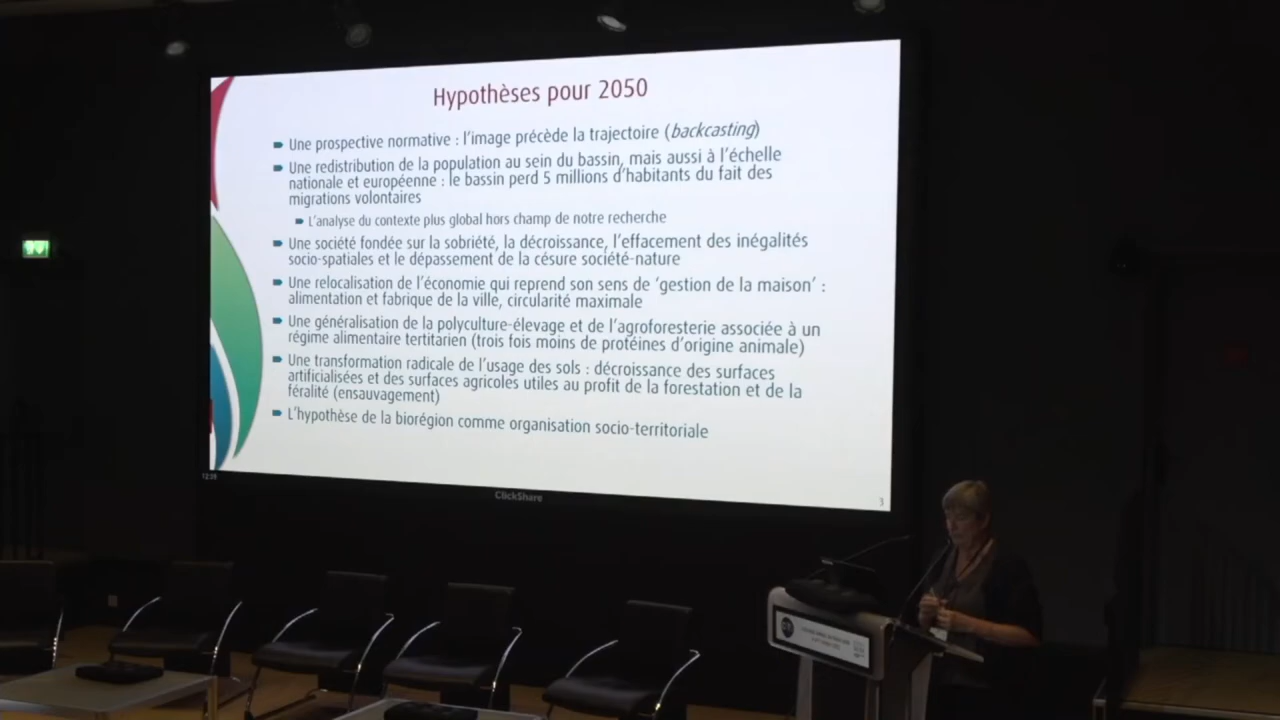 Hypothèses pour 2050
Une prospective normative : l'image précède la trajectoire (backcasting)
Une redistribution de la population au sein du bassin, mais aussi à l'échelle
nationale et européenne : le bassin perd 5 millions d'habitants du fait des
migrations volontaires
L'analyse du contexte plus global hors champ de notre recherche
Une société fondée sur la sobriété, la décroissance, l'effacement des inégalités
socio-spatiales et le dépassement de la césure société-nature
Une relocalisation de l'économie qui reprend son sens de 'gestion de la maison' :
alimentation et fabrique de la ville, circularité maximale
Une généralisation de la polyculture-élevage et de l'agroforesterie associée à un
régime alimentaire tertitarien (trois fois moins de protéines d'origine animale)
Une transformation radicale de l'usage des sols : décroissance des surfaces
artificialisées et des surfaces agricoles utiles au profit de la forestation et de la
féralité (ensauvagement)
L'hypothèse de la biorégion comme organisation socio-territoriale
ClickShare
3